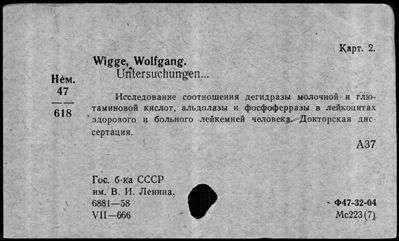 Карт. 2.
Wigge, Wolfgang.
Untersuchungen...
Нем.
47
618
Исследование соотношения дегидразы молочной и глю-
таминовой кислот, альдолазы и фосфоферразы в лейкоцитах
здорового и больного лейкемией человека. Докторская дис-
сертация.
А37
Гос. б-ка СССР
им. В. И. Ленина.
6881—58
VII—666
Ф47-32-04
Мс223(7)